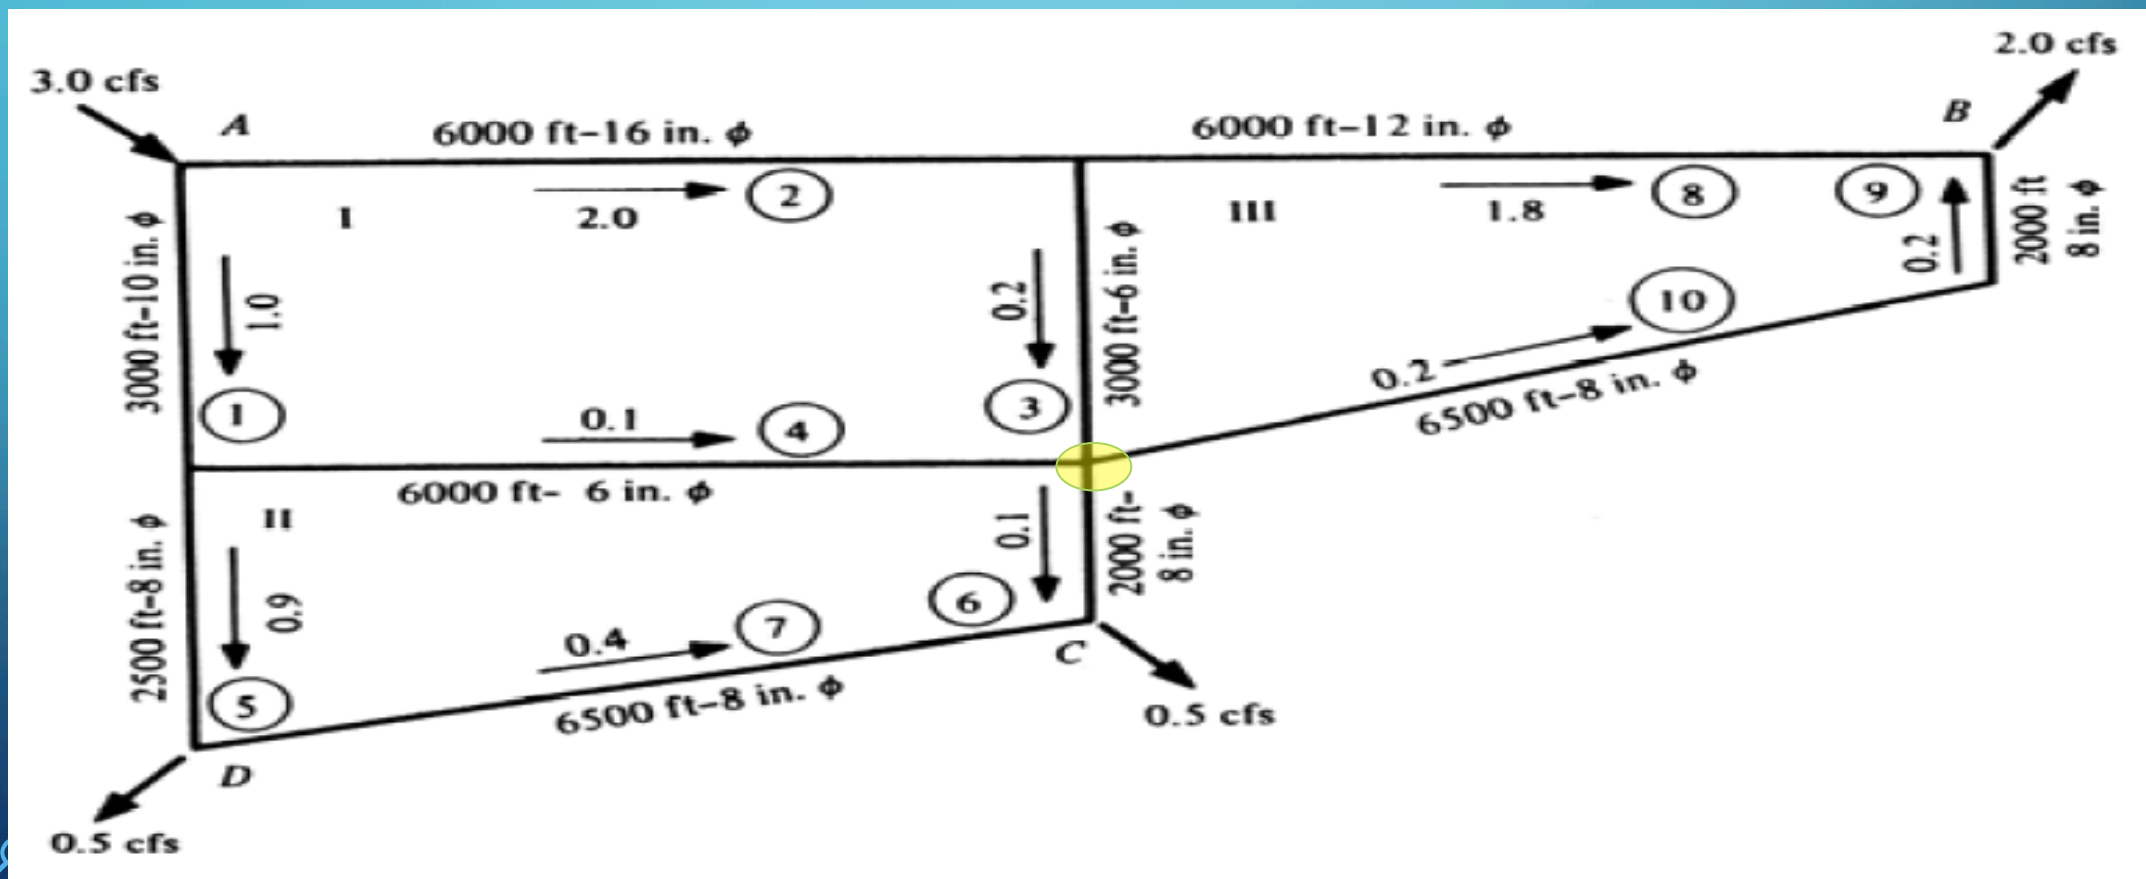 3.0 cfs
2.0 cfs
A
6000 ft-16 in. ϕ
6000 ft-12 in. ϕ
B
2
8
9
I
2.0
III
1.8
3000 ft-10 in. ϕ
1.0
0.2
3000 ft-6 in. ϕ
0.2
2000 ft
8 in. ϕ
10
1
0.1
4
3
0.2
6500 ft-8 in. ϕ
6000 ft- 6 in. ϕ
II
2500 ft-8 in. ϕ
0.9
0.1
2000 ft-
8 in. ϕ
6
0.4
7
5
6500 ft-8 in. ϕ
C
0.5 cfs
D
0.5 cfs